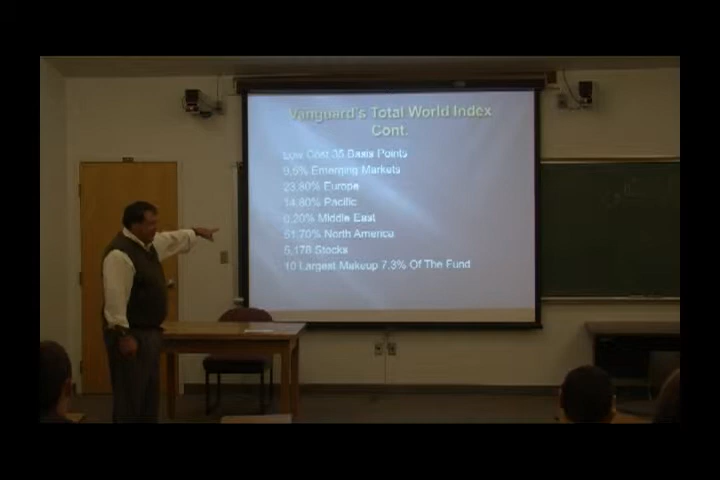 Vanguard's Total World Index
Cont.
Low Cost 35 Basis Points
9.5% Emerging Markets
23.80% Europe
14.80% Pacific
0.20% Middle East
51.70% North America
5,178 Stocks
10 Largest Makeup 7.3% Of The Fund